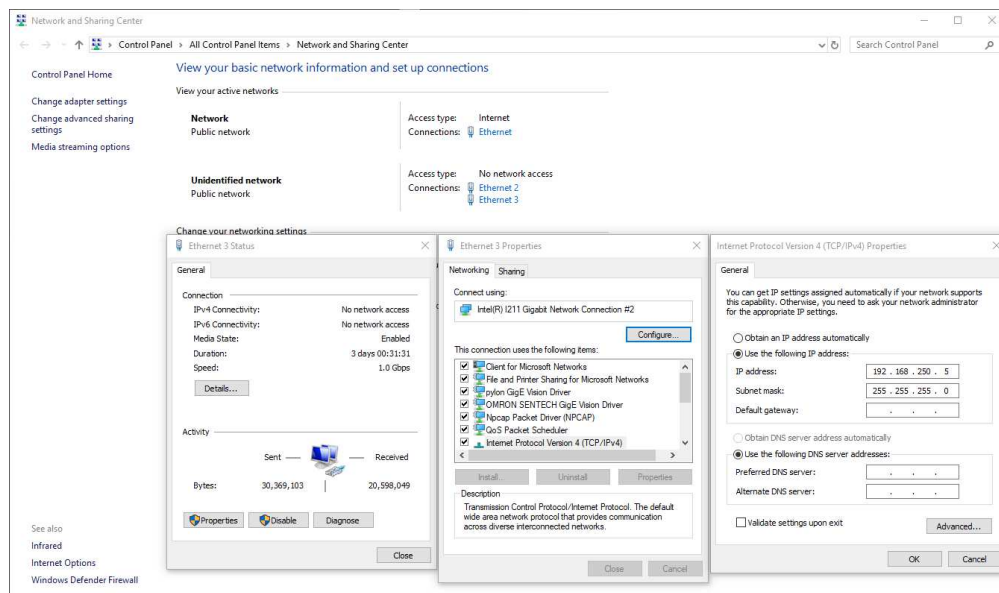 Network and Sharing Center
Control Panel > All Control Panel Items > Network and Sharing Center
Search Control Panel
Control Panel Home
Change adapter settings
Change advanced sharing
settings
Media streaming options
See also
Infrared
Internet Options
Windows Defender Firewall
View your basic network information and set up connections
View your active networks
Network
Public network
Access type: Internet
Connections: Ethernet
Unidentified network
Public network
Access type: No network access
Connections: Ethernet 2
Ethernet 3
Change your networking settings
Ethernet 3 Status
General
Connection
IPv4 Connectivity: No network access
IPv6 Connectivity: No network access
Media State: Enabled
Duration: 3 days 00:31:31
Speed: 1.0 Gbps
Details...
Activity
Sent — Received
Bytes: 30,369,103 | 20,598,049
Properties Disable Diagnose
Close
Ethernet 3 Properties
Networking Sharing
Connect using:
Intel(R) I211 Gigabit Network Connection #2
Configure...
This connection uses the following items:
Client for Microsoft Networks
File and Printer Sharing for Microsoft Networks
pylon GigE Vision Driver
OMRON SENTECH GigE Vision Driver
Npcap Packet Driver (NPCAP)
QoS Packet Scheduler
Internet Protocol Version 4 (TCP/IPv4)
Install... Uninstall Properties
Description
Transmission Control Protocol/Internet Protocol. The default
wide area network protocol that provides communication
across diverse interconnected networks.
Close Cancel
Internet Protocol Version 4 (TCP/IPv4) Properties
General
You can get IP settings assigned automatically if your network supports
this capability. Otherwise, you need to ask your network administrator
for the appropriate IP settings.
Obtain an IP address automatically
Use the following IP address:
IP address: 192 . 168 . 250 . 5
Subnet mask: 255 . 255 . 255 . 0
Default gateway: . . .
Obtain DNS server address automatically
Use the following DNS server addresses:
Preferred DNS server: . . .
Alternate DNS server: . . .
Validate settings upon exit
Advanced...
OK Cancel